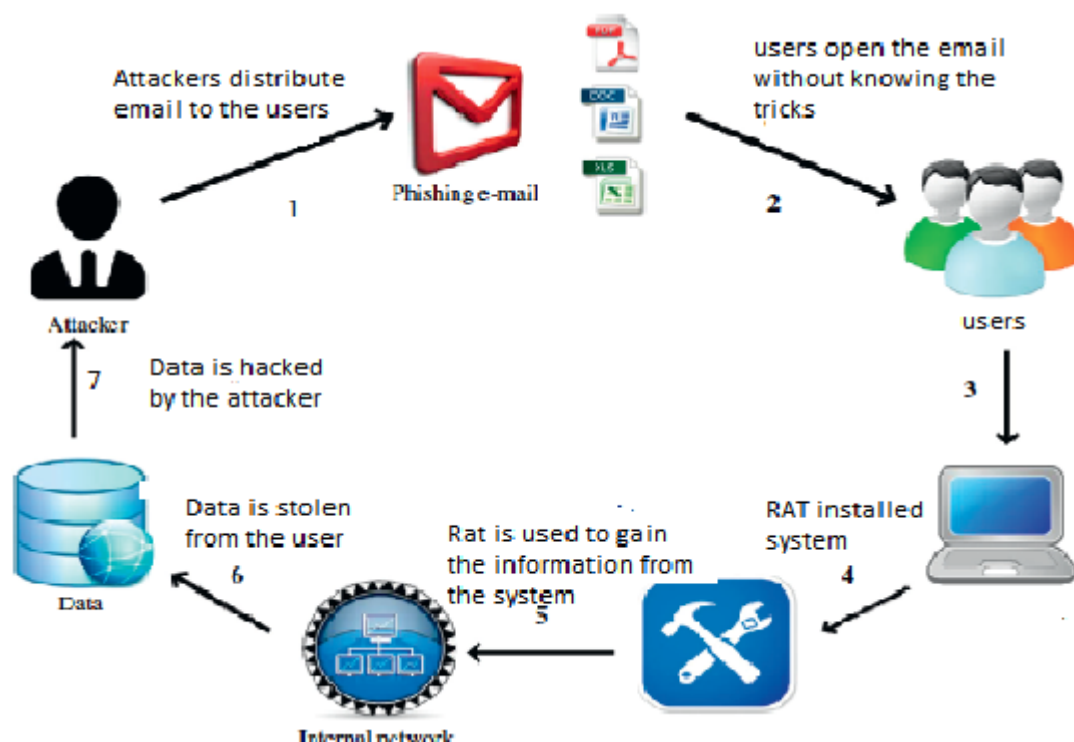 Attackers distribute
email to the users
1
Phishing e-mail
PDF
DOC
XLS
users open the email
without knowing the
tricks
2
users
3
RAT installed
system
4
Rat is used to gain
the information from
the system
5
Internal network
Data is stolen
from the user
6
Data
Data is hacked
by the attacker
7
Attacker